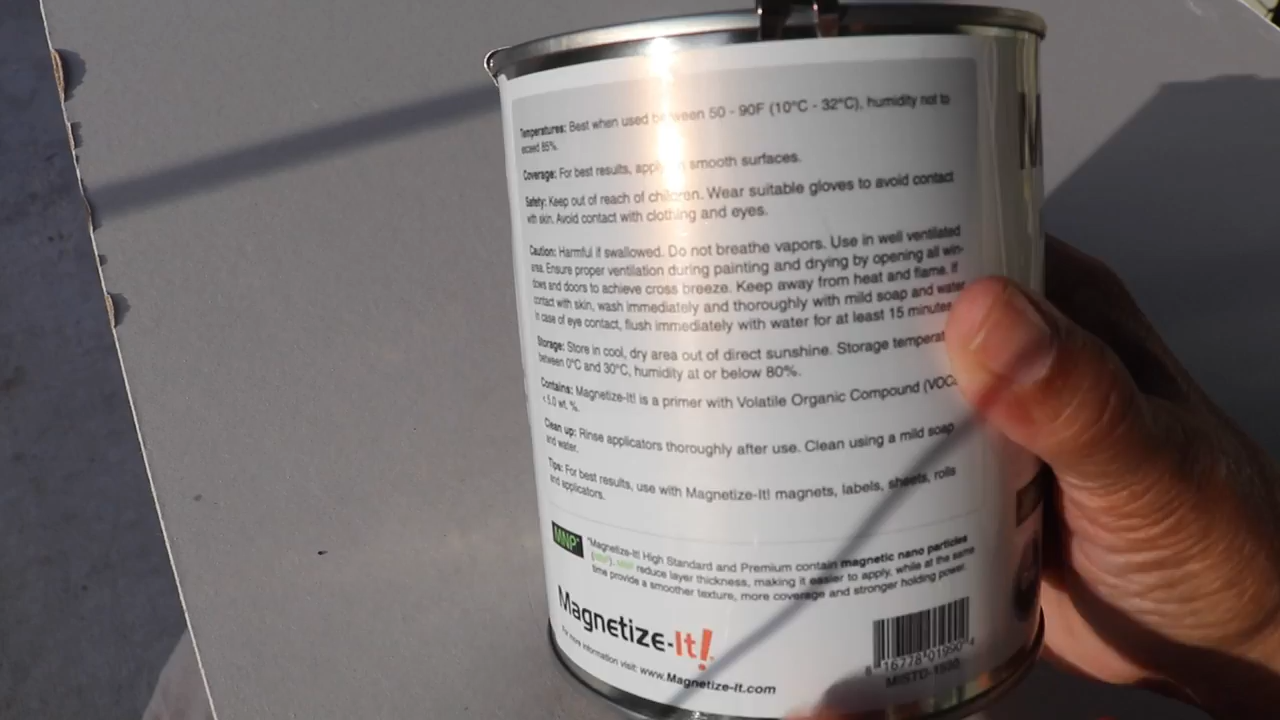 Temperatures: Best when used between 50 - 90F (10°C - 32°C), humidity not to
exceed 85%.
Coverage: For best results, apply on smooth surfaces.
Safety: Keep out of reach of children. Wear suitable gloves to avoid contact
with skin. Avoid contact with clothing and eyes.
Caution: Harmful if swallowed. Do not breathe vapors. Use in well ventilated
area. Ensure proper ventilation during painting and drying by opening all win-
dows and doors to achieve cross breeze. Keep away from heat and flame. If
contact with skin, wash immediately and thoroughly with mild soap and water.
In case of eye contact, flush immediately with water for at least 15 minutes
Storage: Store in cool, dry area out of direct sunshine. Storage temperat
between 0°C and 30°C, humidity at or below 80%.
Contains: Magnetize-It! is a primer with Volatile Organic Compound (VOC
< 5.0 wt. %.
Clean up: Rinse applicators thoroughly after use. Clean using a mild soap
and water.
Tips: For best results, use with Magnetize-It! magnets, labels, sheets, rolls
and applicators.
MNP™
"Magnetize-It! High Standard and Premium contain magnetic nano particles
(MNP). MNP reduce layer thickness, making it easier to apply, while at the same
time provide a smoother texture, more coverage and stronger holding power.
Magnetize-It!
For more information visit: www.Magnetize-It.com
8 16778 01990 4
MISTD-1500